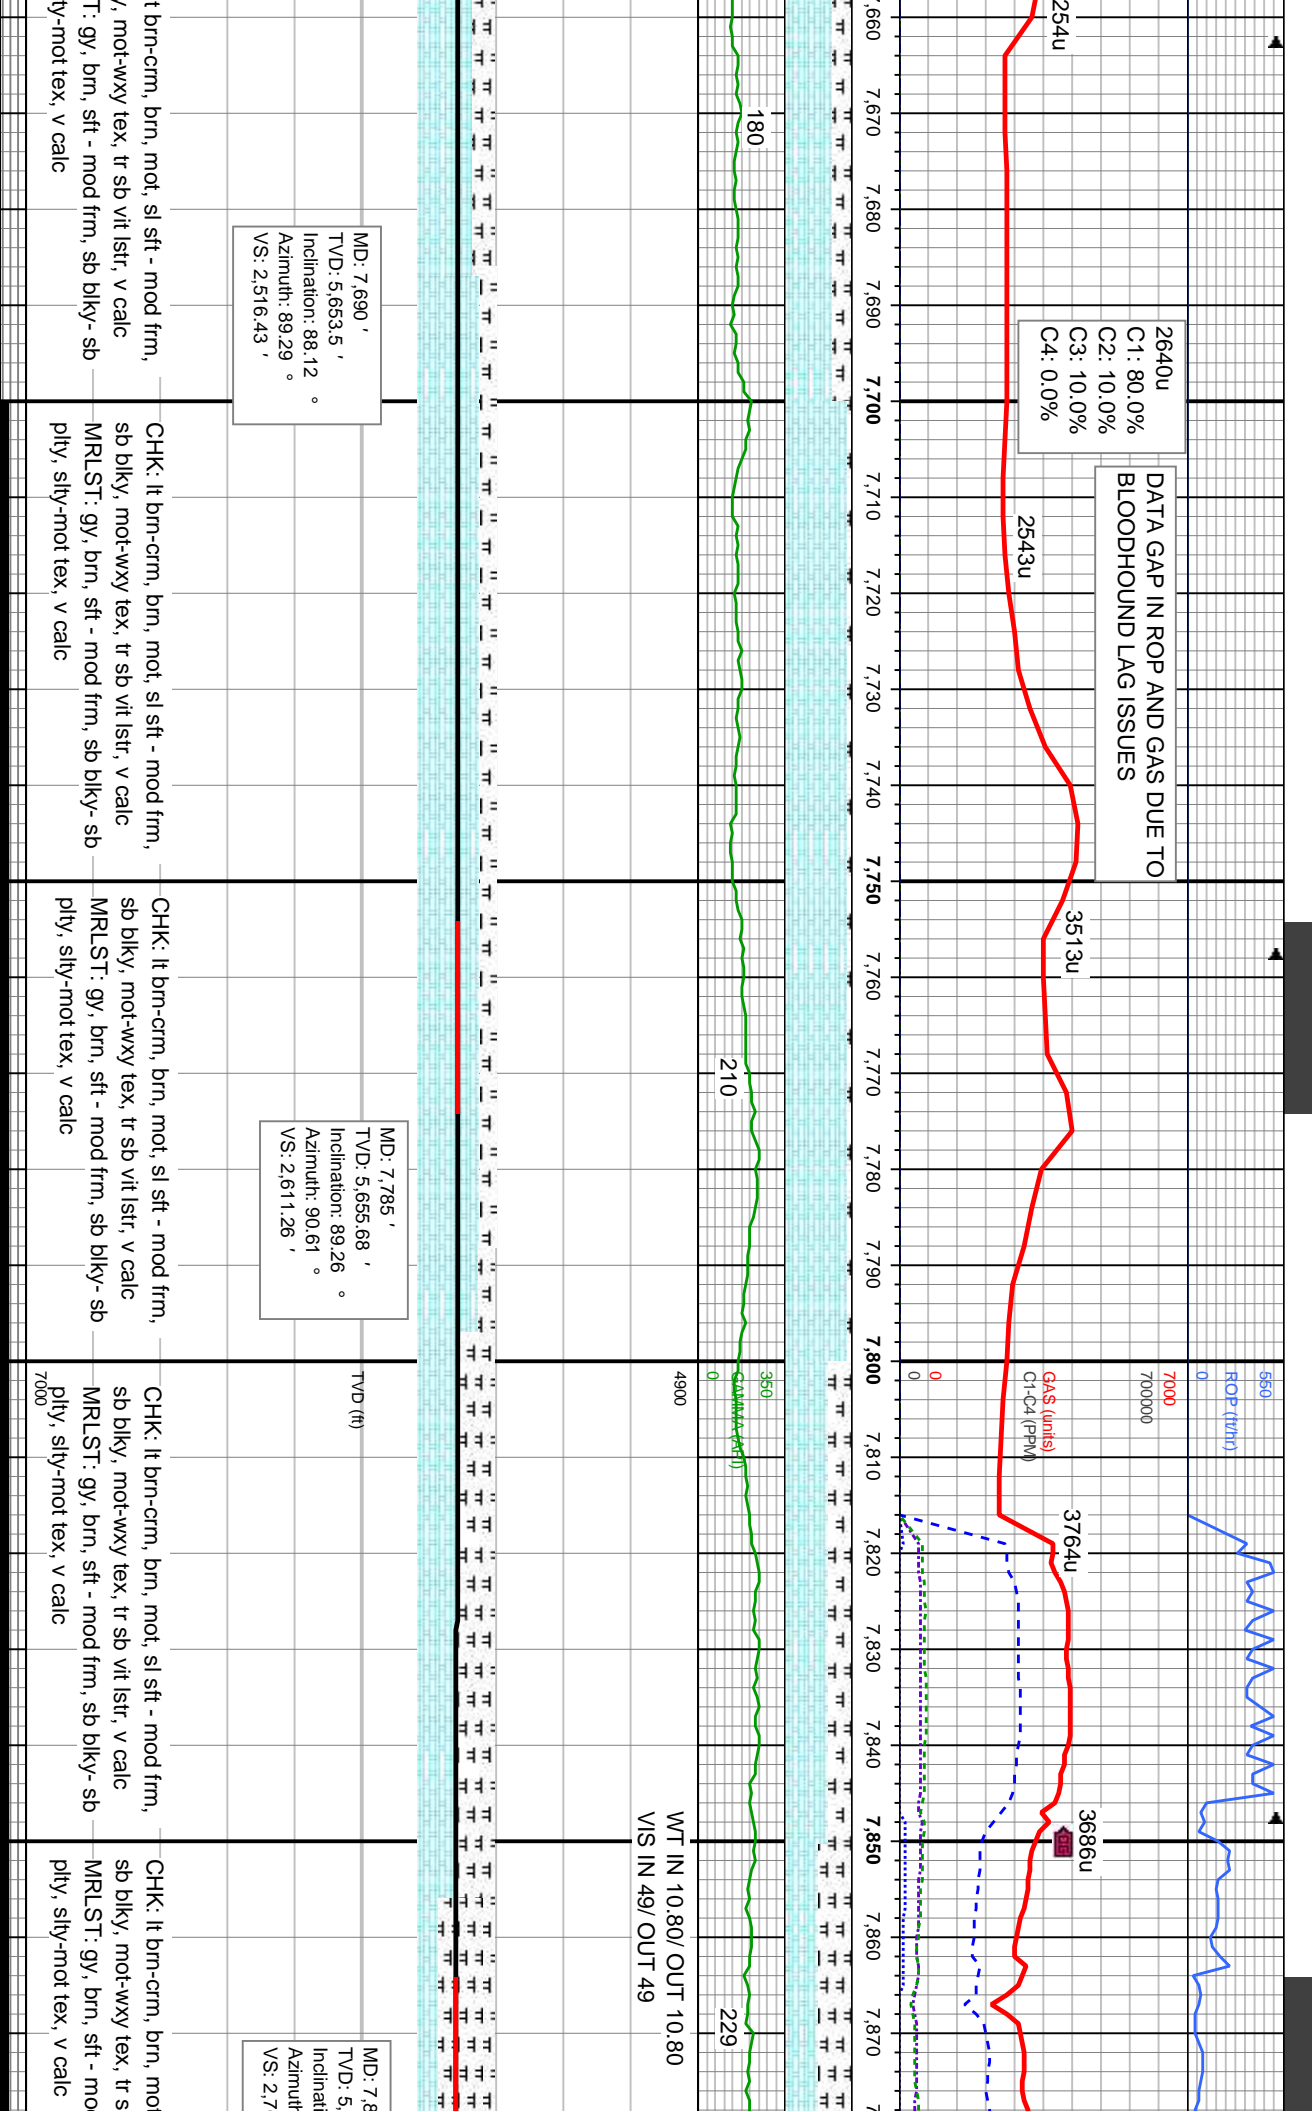 550
ROP (ft/hr)
0
7000
700000
GAS (units)
C1-C4 (PPM)
0
0
254u
2640u
C1: 80.0%
C2: 10.0%
C3: 10.0%
C4: 0.0%
DATA GAP IN ROP AND GAS DUE TO
BLOODHOUND LAG ISSUES
2543u
3513u
3764u
3686u
7,660
7,670
7,680
7,690
7,700
7,710
7,720
7,730
7,740
7,750
7,760
7,770
7,780
7,790
7,800
7,810
7,820
7,830
7,840
7,850
7,860
7,870
180
210
229
350
GAMMA (API)
0
4900
WT IN 10.80/ OUT 10.80
VIS IN 49/ OUT 49
TVD (ft)
7000
MD: 7,690 '
TVD: 5,653.5 '
Inclination: 88.12 °
Azimuth: 89.29 °
VS: 2,516.43 '
MD: 7,785 '
TVD: 5,655.68 '
Inclination: 89.26 °
Azimuth: 90.61 °
VS: 2,611.26 '
MD: 7,8
TVD: 5,
Inclinati
Azimuth
VS: 2,7
t brn-crm, brn, mot, sl sft - mod frm,
, mot-wxy tex, tr sb vit lstr, v calc
T: gy, brn, sft - mod frm, sb blky- sb
ty-mot tex, v calc
CHK: lt brn-crm, brn, mot, sl sft - mod frm,
sb blky, mot-wxy tex, tr sb vit lstr, v calc
MRLST: gy, brn, sft - mod frm, sb blky- sb
plty, slty-mot tex, v calc
CHK: lt brn-crm, brn, mot, sl sft - mod frm,
sb blky, mot-wxy tex, tr sb vit lstr, v calc
MRLST: gy, brn, sft - mod frm, sb blky- sb
plty, slty-mot tex, v calc
CHK: lt brn-crm, brn, mot, sl sft - mod frm,
sb blky, mot-wxy tex, tr sb vit lstr, v calc
MRLST: gy, brn, sft - mod frm, sb blky- sb
plty, slty-mot tex, v calc
CHK: lt brn-crm, brn, mot
sb blky, mot-wxy tex, tr s
MRLST: gy, brn, sft - mod
plty, slty-mot tex, v calc